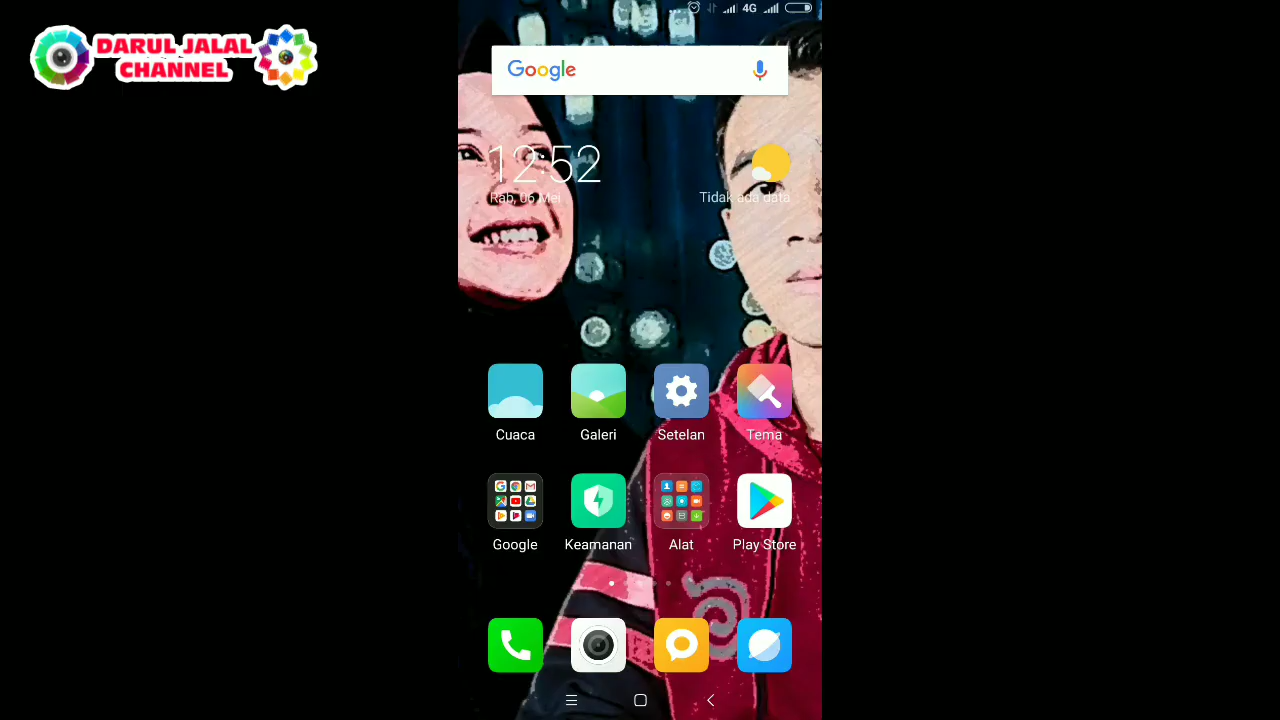 DARUL JALAL
CHANNEL
4G
Google
12:52
Rab, 06 Mei
Tidak ada data
Cuaca
Galeri
Setelan
Tema
Google
Keamanan
Alat
Play Store